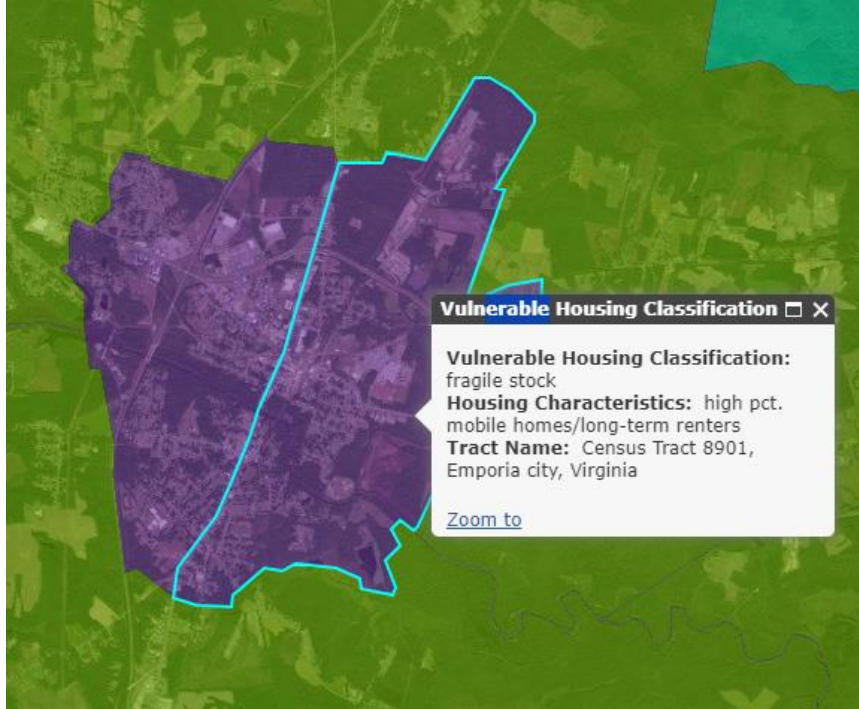 Vulnerable Housing Classification
Vulnerable Housing Classification:
fragile stock
Housing Characteristics: high pct.
mobile homes/long-term renters
Tract Name: Census Tract 8901,
Emporia city, Virginia
Zoom to